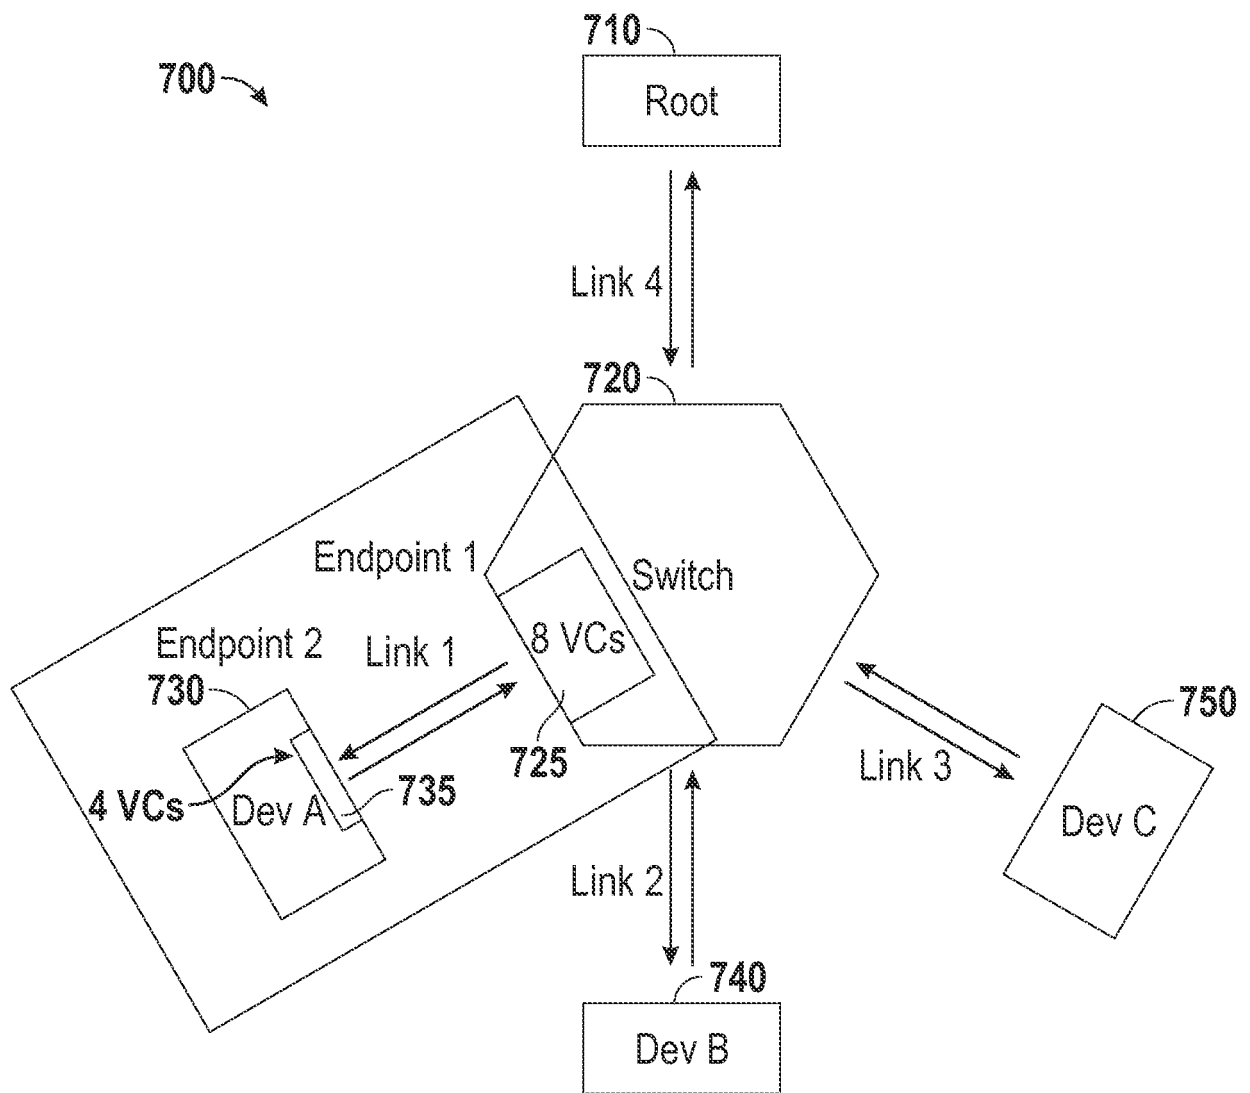 710
700
Root
Link 4
720
Endpoint 1
Switch
8 VCs
Endpoint 2
Link 1
730
725
750
4 VCs
Dev A
735
Link 3
Dev C
Link 2
740
Dev B